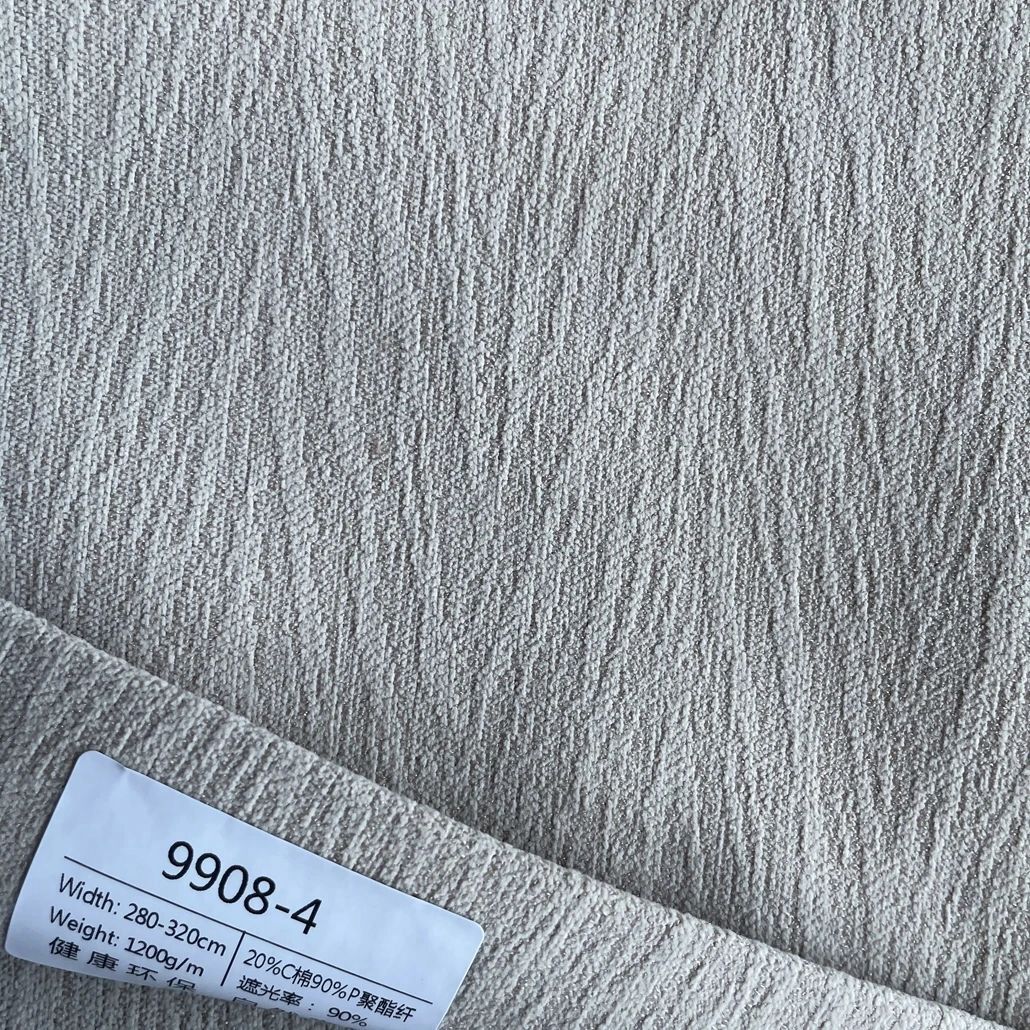 9908-4
Width: 280-320cm
Weight: 1200g/m
健康环保
20%C棉90%P聚酯纤
遮光率：90%